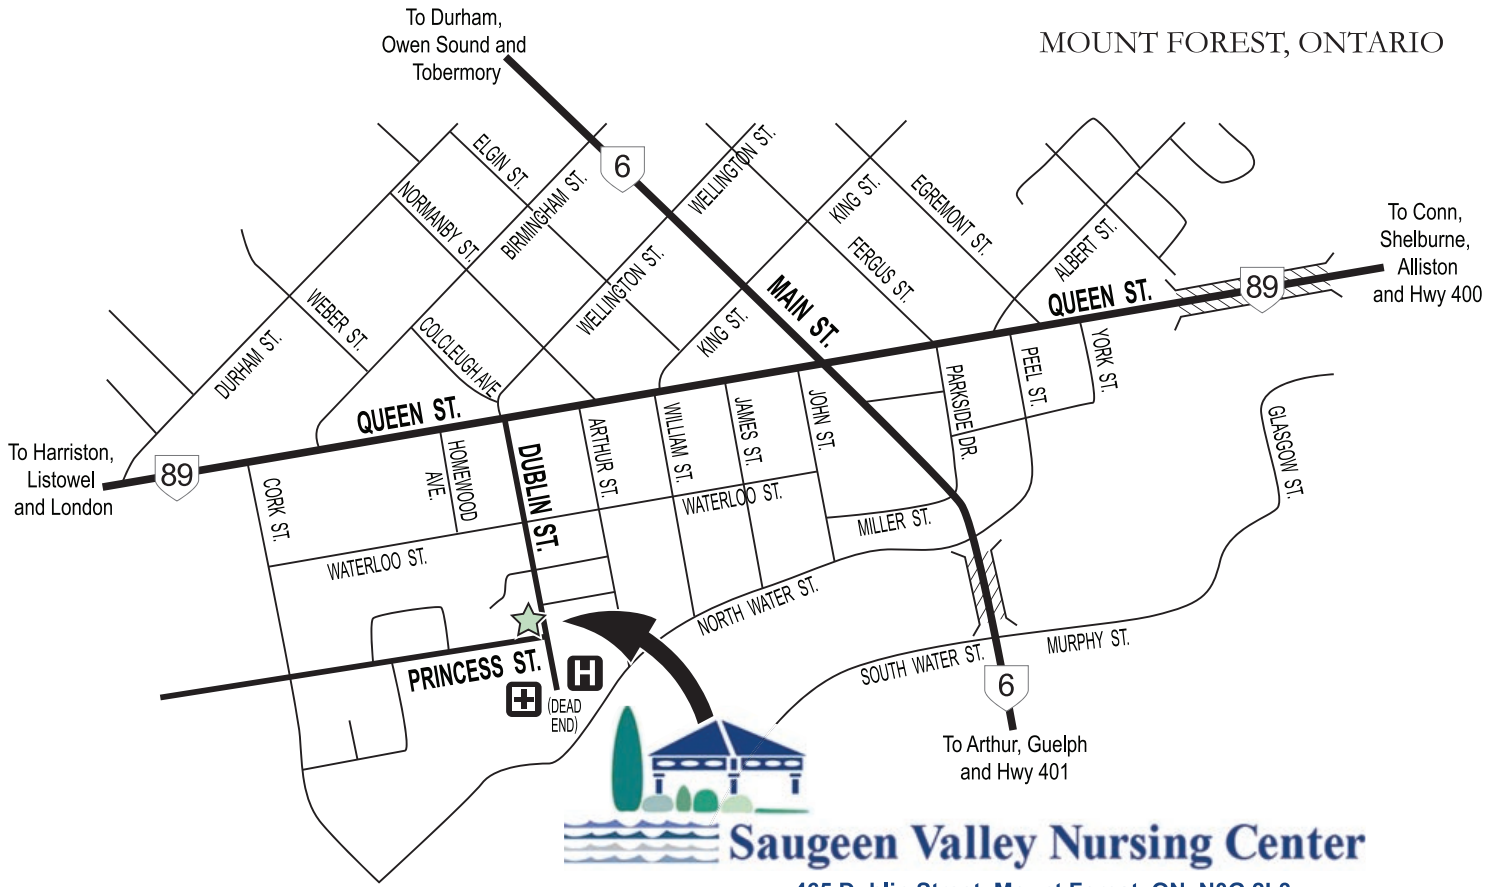 To Durham,
Owen Sound and
Tobermory
MOUNT FOREST, ONTARIO
6
ELGIN ST.
WELLINGTON ST.
NORMANBY ST.
BIRMINGHAM ST.
KING ST.
EGREMONT ST.
To Conn,
Shelburne,
Alliston
and Hwy 400
ALBERT ST.
FERGUS ST.
WELLINGTON ST.
MAIN ST.
QUEEN ST.
89
WEBER ST.
COLCLEUGH AVE
KING ST.
DURHAM ST.
YORK ST.
PEEL ST.
PARKSIDE DR.
QUEEN ST.
JOHN ST.
JAMES ST.
WILLIAM ST.
ARTHUR ST.
GLASGOW ST.
To Harriston,
Listowel
and London
89
HOMEWOOD
AVE.
DUBLIN ST.
CORK ST.
WATERLOO ST.
MILLER ST.
WATERLOO ST.
NORTH WATER ST.
MURPHY ST.
SOUTH WATER ST.
PRINCESS ST.
H
(DEAD
END)
6
To Arthur, Guelph
and Hwy 401
Saugeen Valley Nursing Center